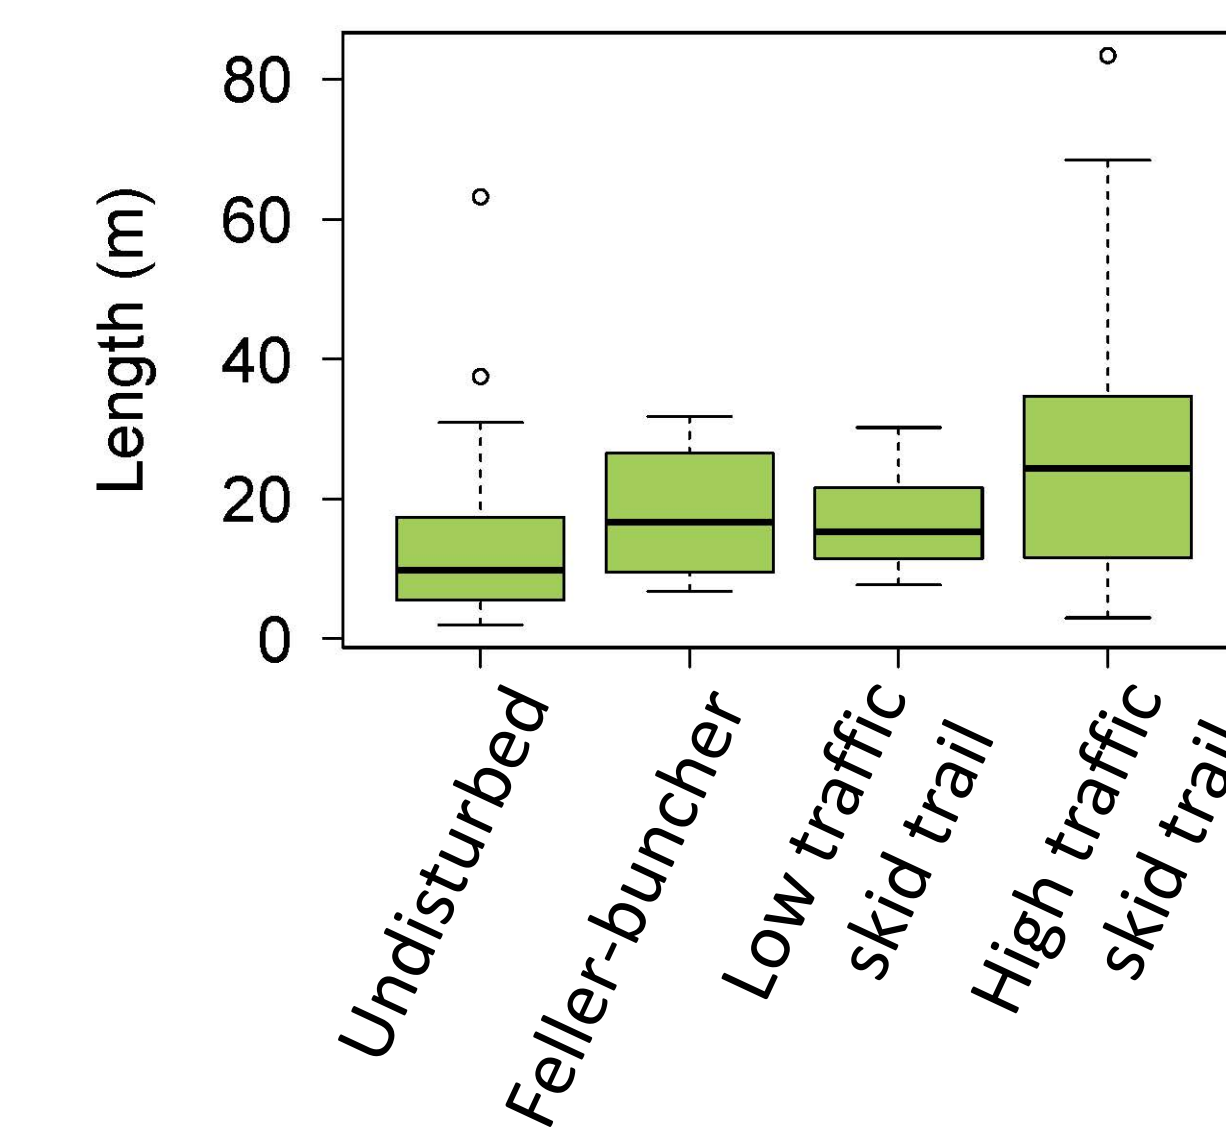 Length (m)
80
60
40
20
0
Undisturbed
Feller-buncher
Low traffic
skid trail
High traffic
skid trail